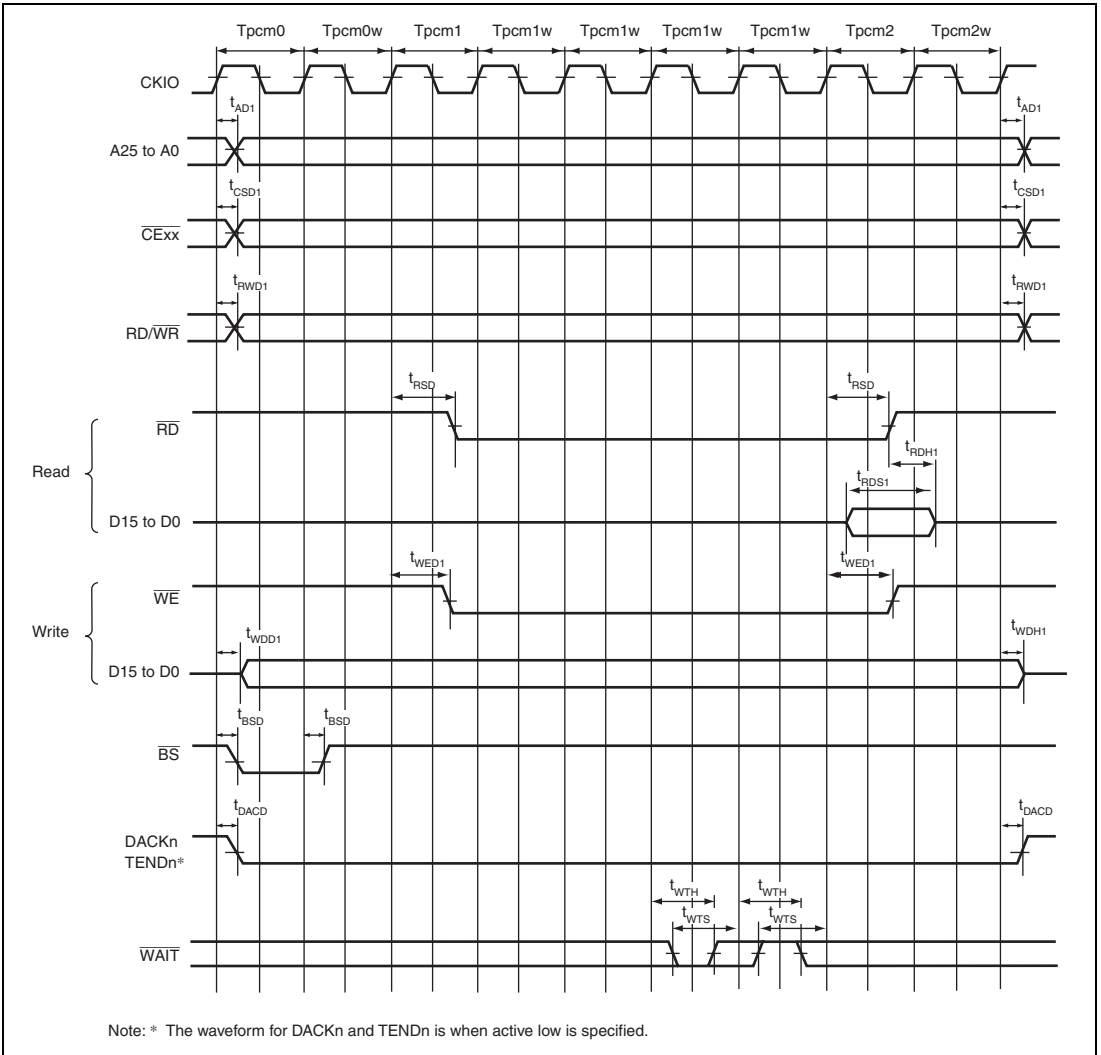 Tpcm0 Tpcm0w Tpcm1 Tpcm1w Tpcm1w Tpcm1w Tpcm1w Tpcm2 Tpcm2w
CKIO
tAD1 tAD1
A25 to A0
tCSD1 tCSD1
CExx
tRWD1 tRWD1
RD/WR
tRSD tRSD
RD
tRDH1
Read
tRDS1
D15 to D0
tWED1 tWED1
WE
Write
tWDD1 tWDH1
D15 to D0
tBSD tBSD
BS
tDACD tDACD
DACKn
TENDn*
tWTH tWTH
tWTS tWTS
WAIT
Note: * The waveform for DACKn and TENDn is when active low is specified.